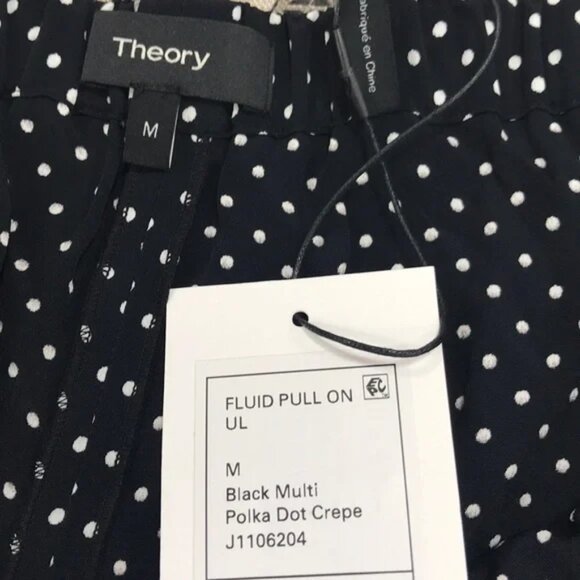 Theory
M
Fabriqué en Chine
FLUID PULL ON
UL
M
Black Multi
Polka Dot Crepe
J1106204